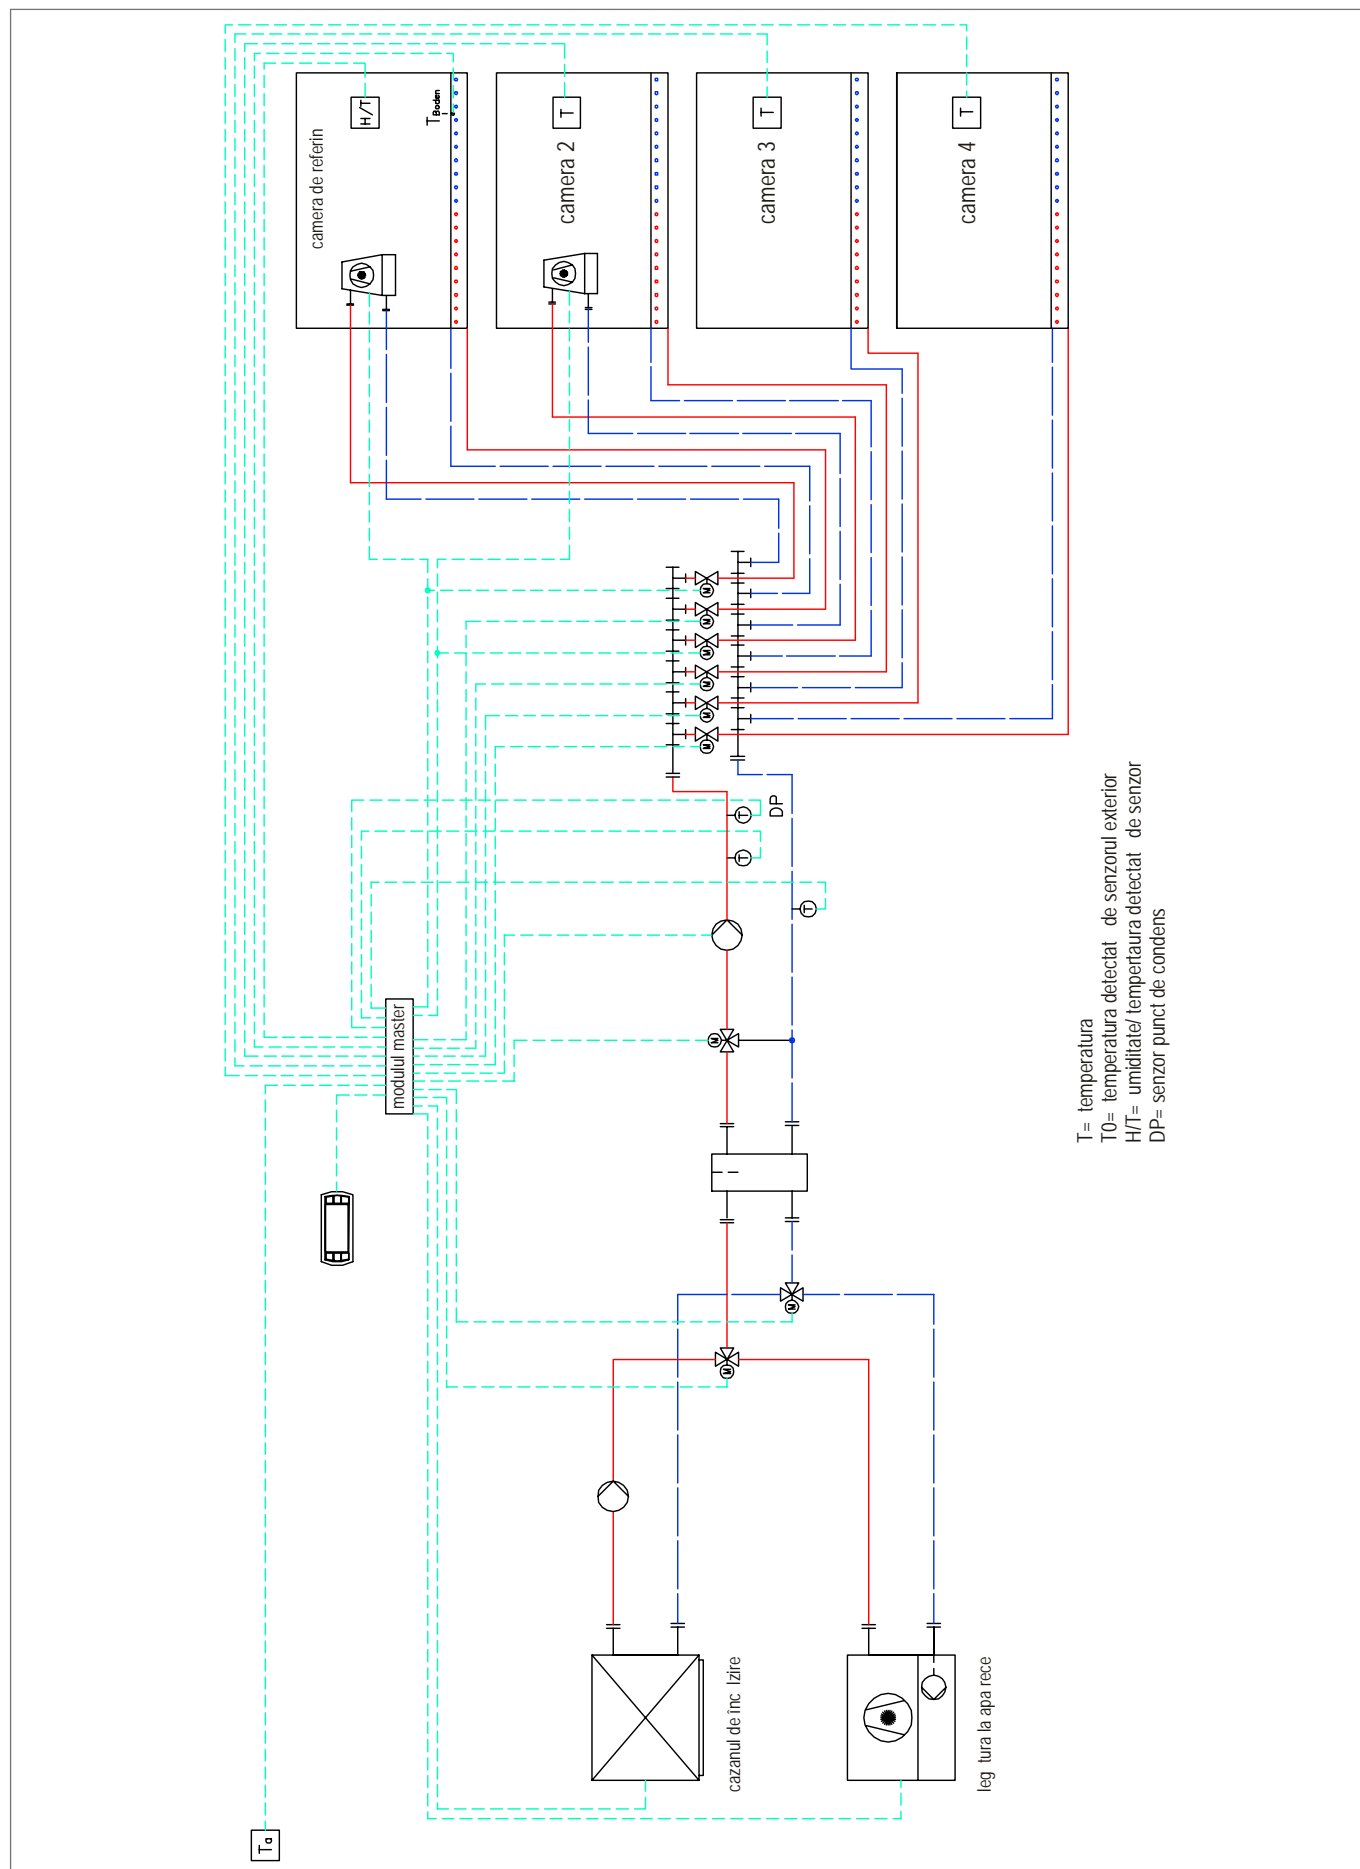 camera de referin
H/T
T Boden
camera 2
T
camera 3
T
camera 4
T
M
M
M
M
M
M
DP
T
T
T
M
modulul master
M
M
cazanul de înc lzire
leg tura la apa rece
Ta
T= temperatura
T0= temperatura detectat de senzorul exterior
H/T= umiditate/ tempertaura detectat de senzor
DP= senzor punct de condens